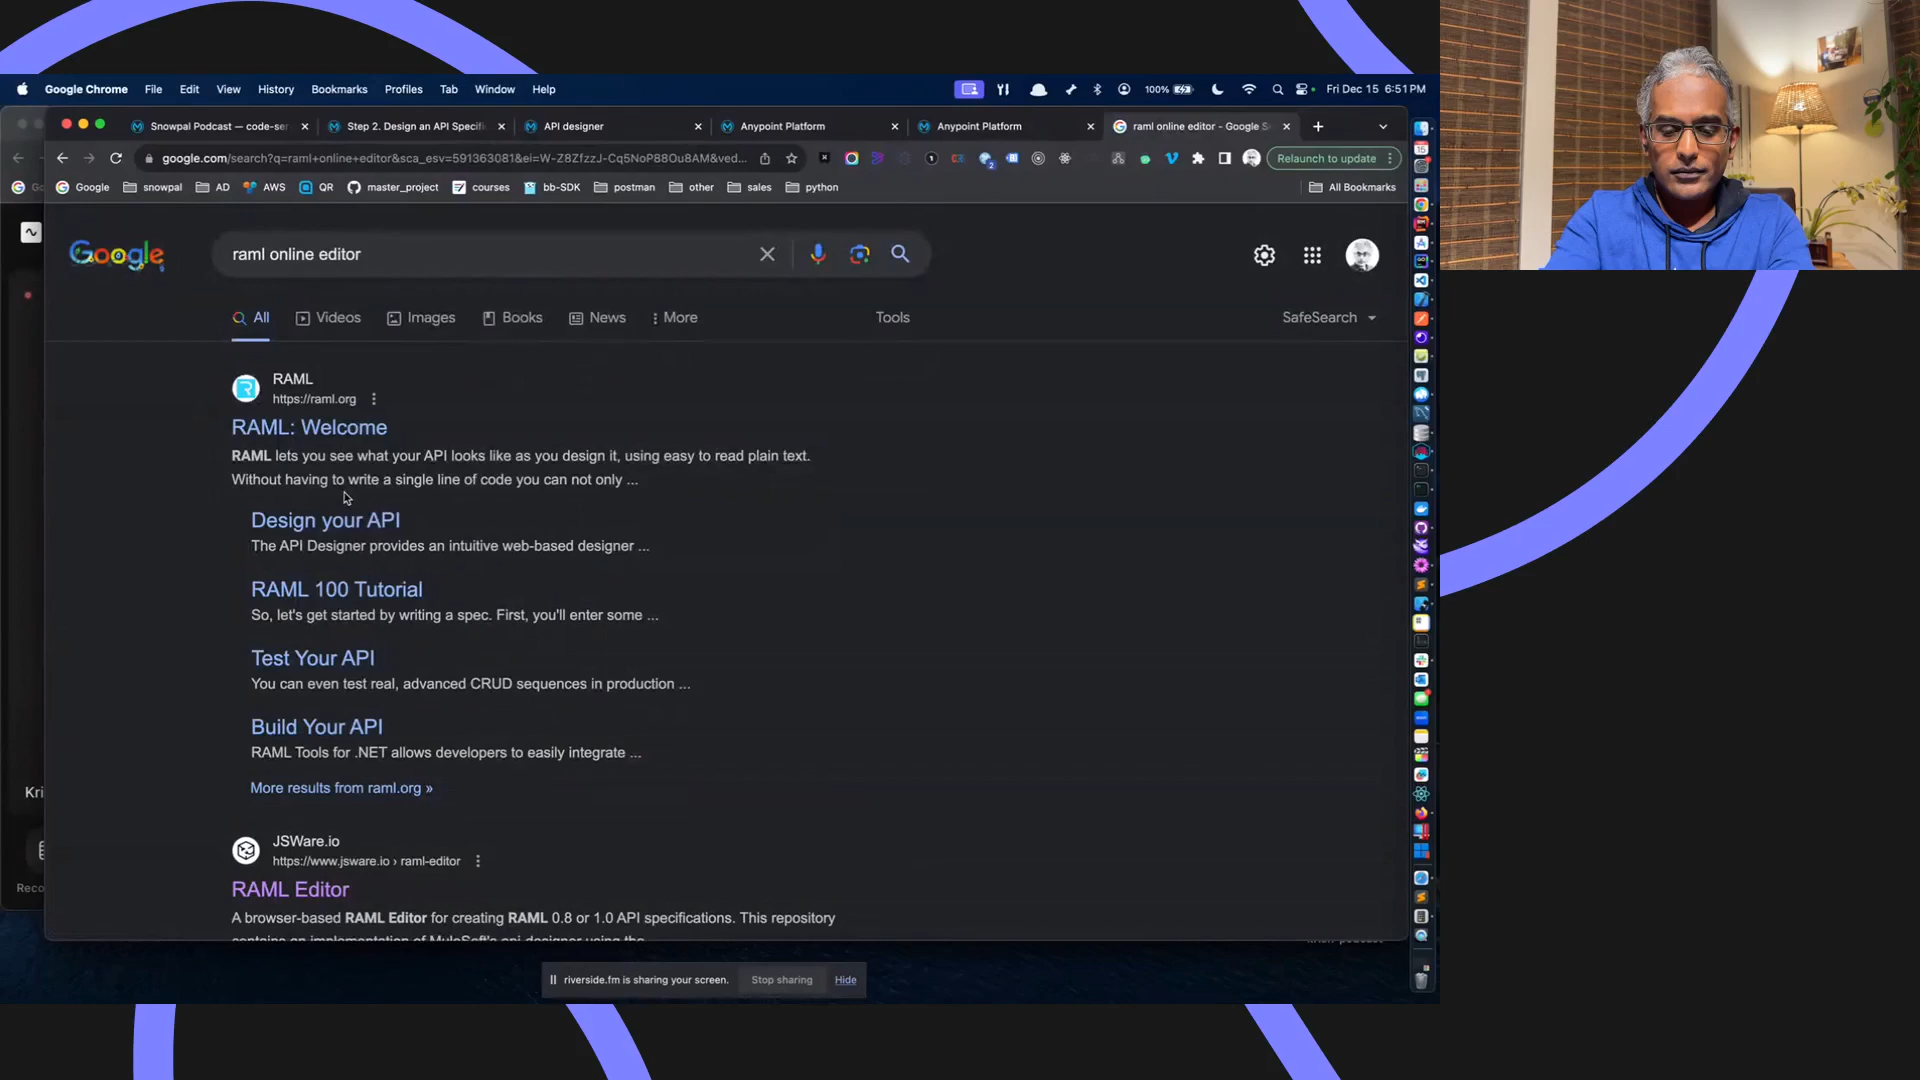 Google Chrome File Edit View History Bookmarks Profiles Tab Window Help 100% Fri Dec 15 6:51 PM
Snowpal Podcast — code-ser Step 2. Design an API Specifi API designer Anypoint Platform Anypoint Platform raml online editor - Google S
google.com/search?q=raml+online+editor&sca_esv=591363081&ei=W-Z8ZfzzJ-Cq5NoP88Ou8AM&ved... Relaunch to update
Google snowpal AD AWS QR master_project courses bb-SDK postman other sales python All Bookmarks
Google raml online editor
All Videos Images Books News More Tools SafeSearch
RAML
https://raml.org
RAML: Welcome
RAML lets you see what your API looks like as you design it, using easy to read plain text.
Without having to write a single line of code you can not only ...
Design your API
The API Designer provides an intuitive web-based designer ...
RAML 100 Tutorial
So, let's get started by writing a spec. First, you'll enter some ...
Test Your API
You can even test real, advanced CRUD sequences in production ...
Build Your API
RAML Tools for .NET allows developers to easily integrate ...
More results from raml.org »
Kri
JSWare.io
https://www.jsware.io › raml-editor
Reco
RAML Editor
A browser-based RAML Editor for creating RAML 0.8 or 1.0 API specifications. This repository
riverside.fm is sharing your screen. Stop sharing Hide